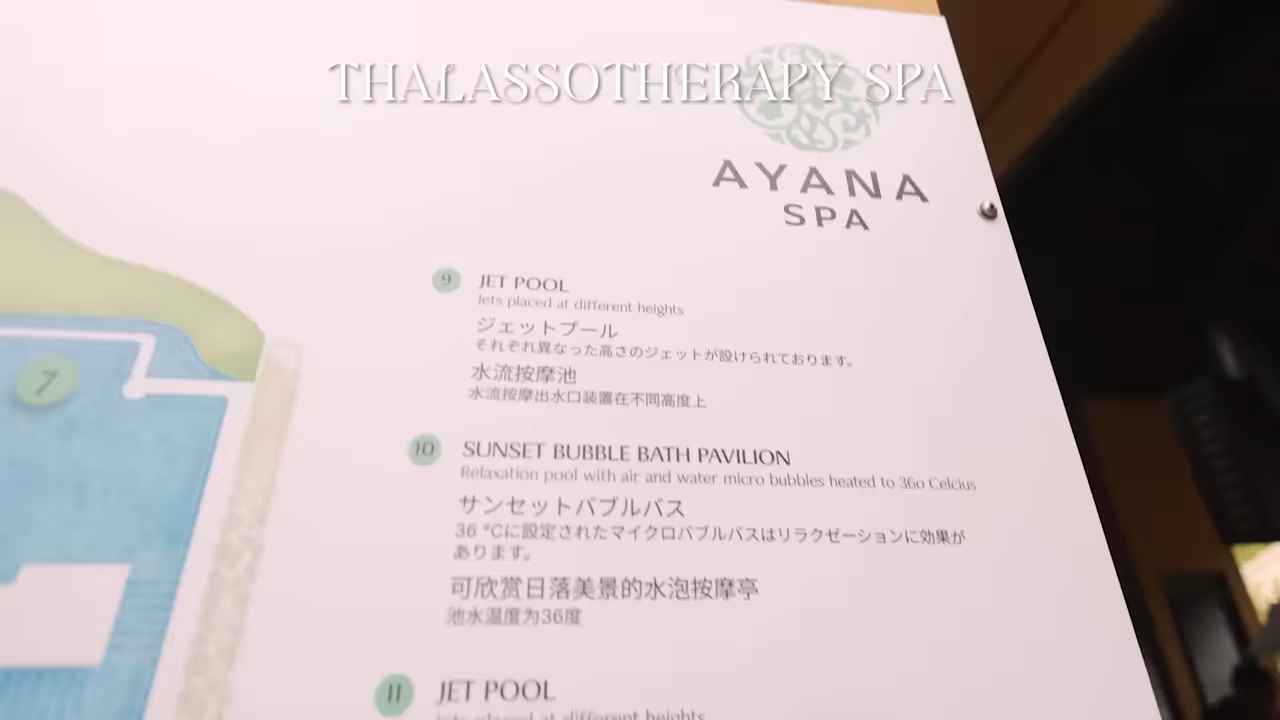 THALASSOTHERAPY SPA
AYANA
SPA
9 JET POOL
Jets placed at different heights
ジェットプール
それぞれ異なった高さのジェットが設けられております。
水流按摩池
水流按摩出水口装置在不同高度上
7
10 SUNSET BUBBLE BATH PAVILION
Relaxation pool with air and water micro bubbles heated to 36o Celcius
サンセットバブルバス
36 °Cに設定されたマイクロバブルバスはリラクゼーションに効果が
あります。
可欣赏日落美景的水泡按摩亭
池水温度为36度
11 JET POOL
Jets placed at different heights